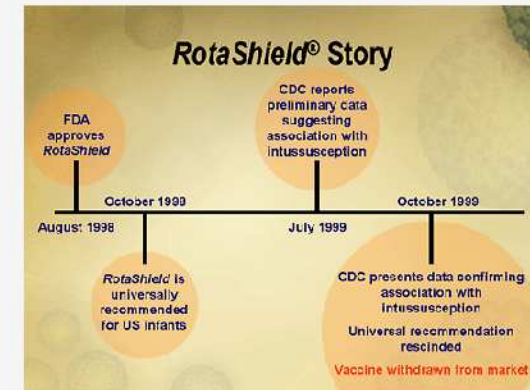 RotaShield® Story
FDA
approves
RotaShield
August 1998
October 1998
RotaShield is
universally
recommended
for US infants
CDC reports
preliminary data
suggesting
association with
intussusception
July 1999
October 1999
CDC presents data confirming
association with
intussusception
Universal recommendation
rescinded
Vaccine withdrawn from market